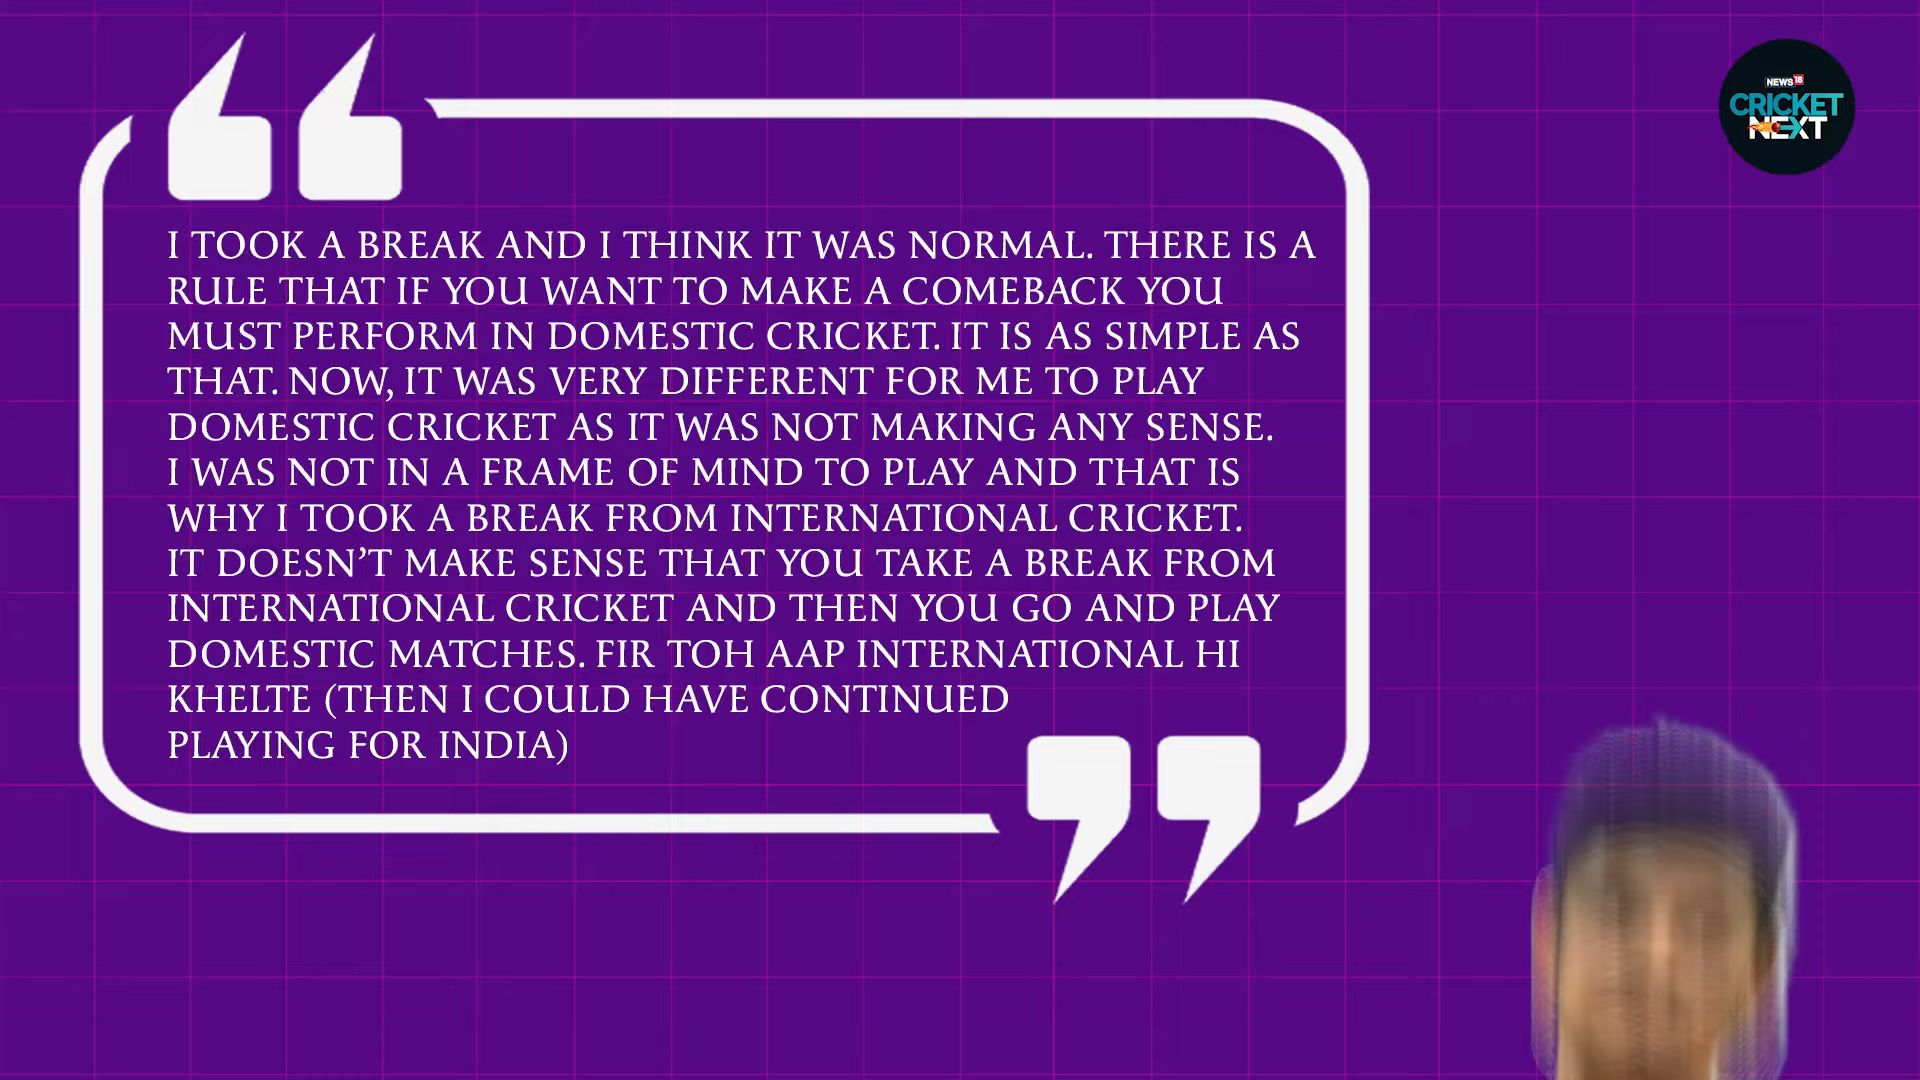 NEWS18
CRICKET
NEXT
I TOOK A BREAK AND I THINK IT WAS NORMAL. THERE IS A
RULE THAT IF YOU WANT TO MAKE A COMEBACK YOU
MUST PERFORM IN DOMESTIC CRICKET. IT IS AS SIMPLE AS
THAT. NOW, IT WAS VERY DIFFERENT FOR ME TO PLAY
DOMESTIC CRICKET AS IT WAS NOT MAKING ANY SENSE.
I WAS NOT IN A FRAME OF MIND TO PLAY AND THAT IS
WHY I TOOK A BREAK FROM INTERNATIONAL CRICKET.
IT DOESN’T MAKE SENSE THAT YOU TAKE A BREAK FROM
INTERNATIONAL CRICKET AND THEN YOU GO AND PLAY
DOMESTIC MATCHES. FIR TOH AAP INTERNATIONAL HI
KHELTE (THEN I COULD HAVE CONTINUED
PLAYING FOR INDIA)